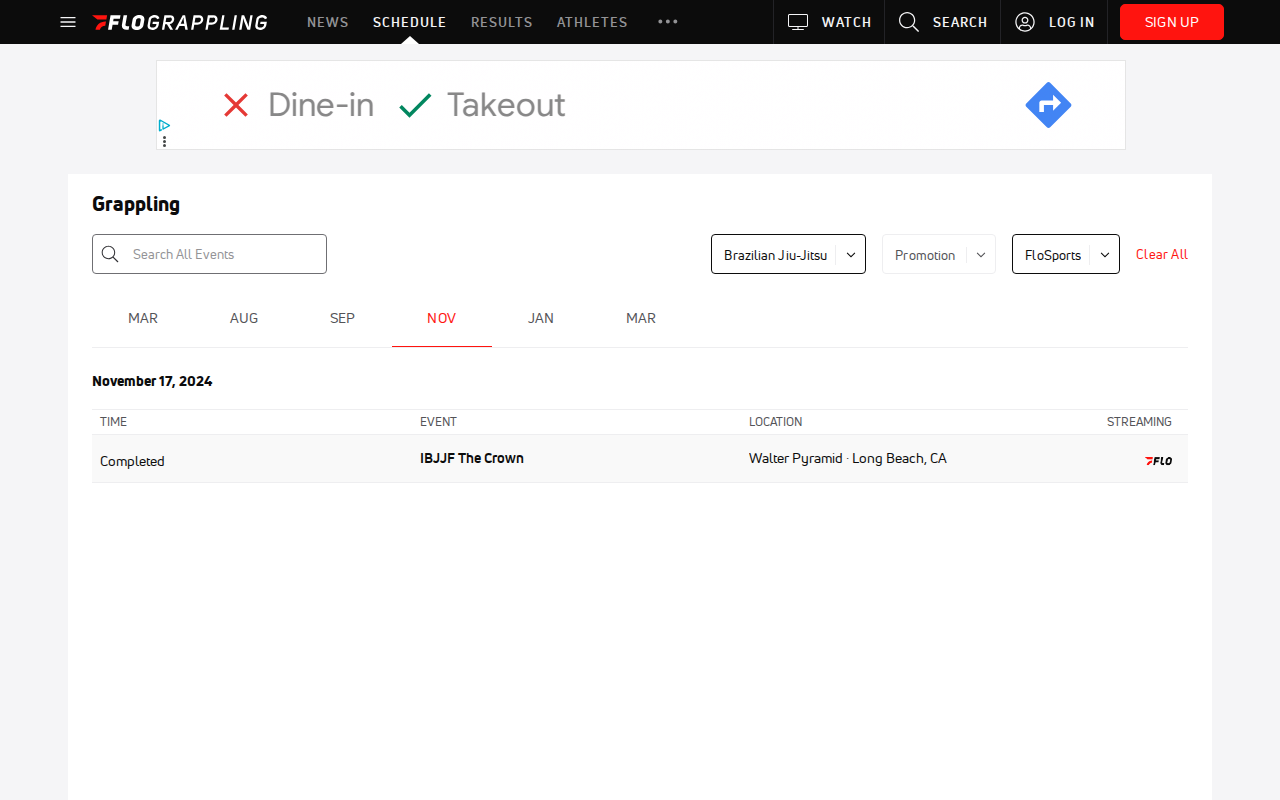 FLOGRAPPLING NEWS SCHEDULE RESULTS ATHLETES ••• WATCH SEARCH LOG IN SIGN UP
Dine-in Takeout
Grappling
Search All Events Brazilian Jiu-Jitsu Promotion FloSports Clear All
MAR AUG SEP NOV JAN MAR
November 17, 2024
TIME EVENT LOCATION STREAMING
Completed IBJJF The Crown Walter Pyramid · Long Beach, CA FLO